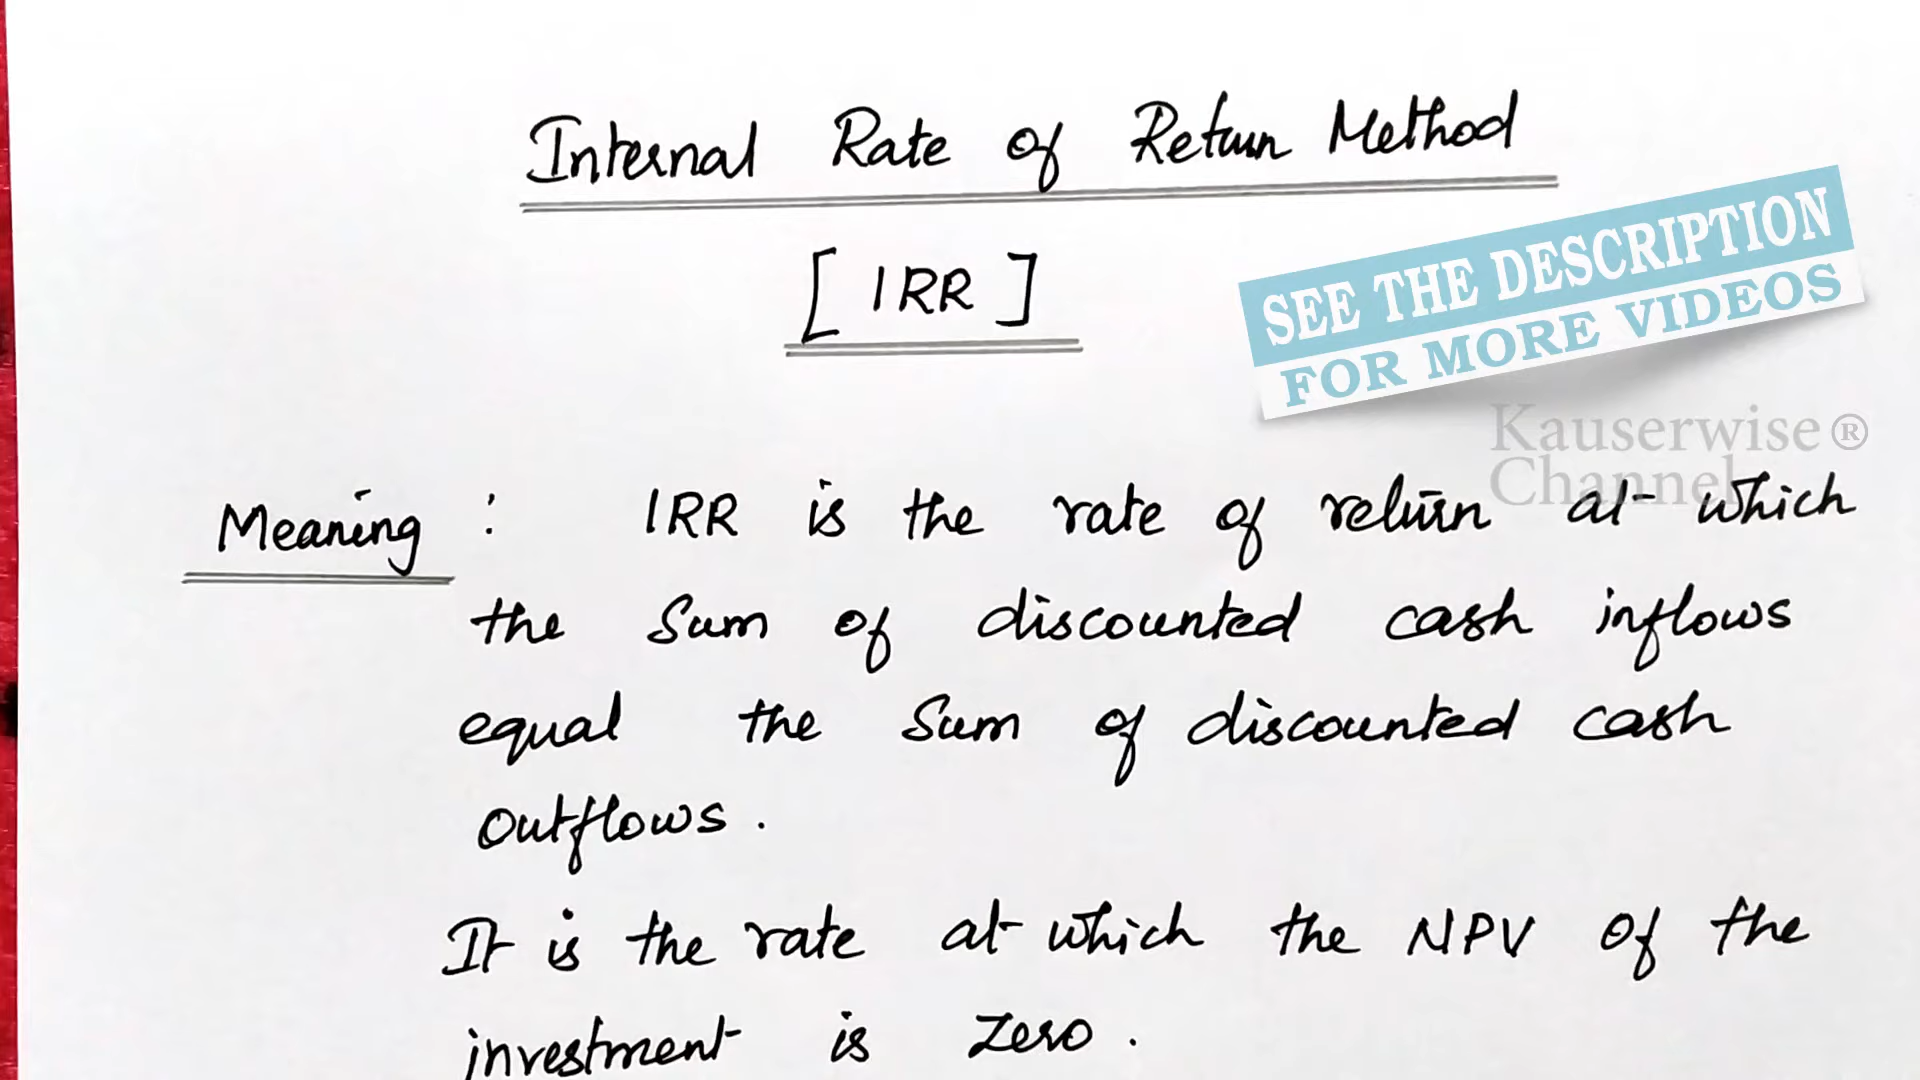 Internal Rate of Return Method
[ IRR ]
SEE THE DESCRIPTION
FOR MORE VIDEOS
Kauserwise®
Channel
Meaning : IRR is the rate of return at which
the Sum of discounted cash inflows
equal the Sum of discounted cash
outflows.
It is the rate at which the NPV of the
investment is Zero.